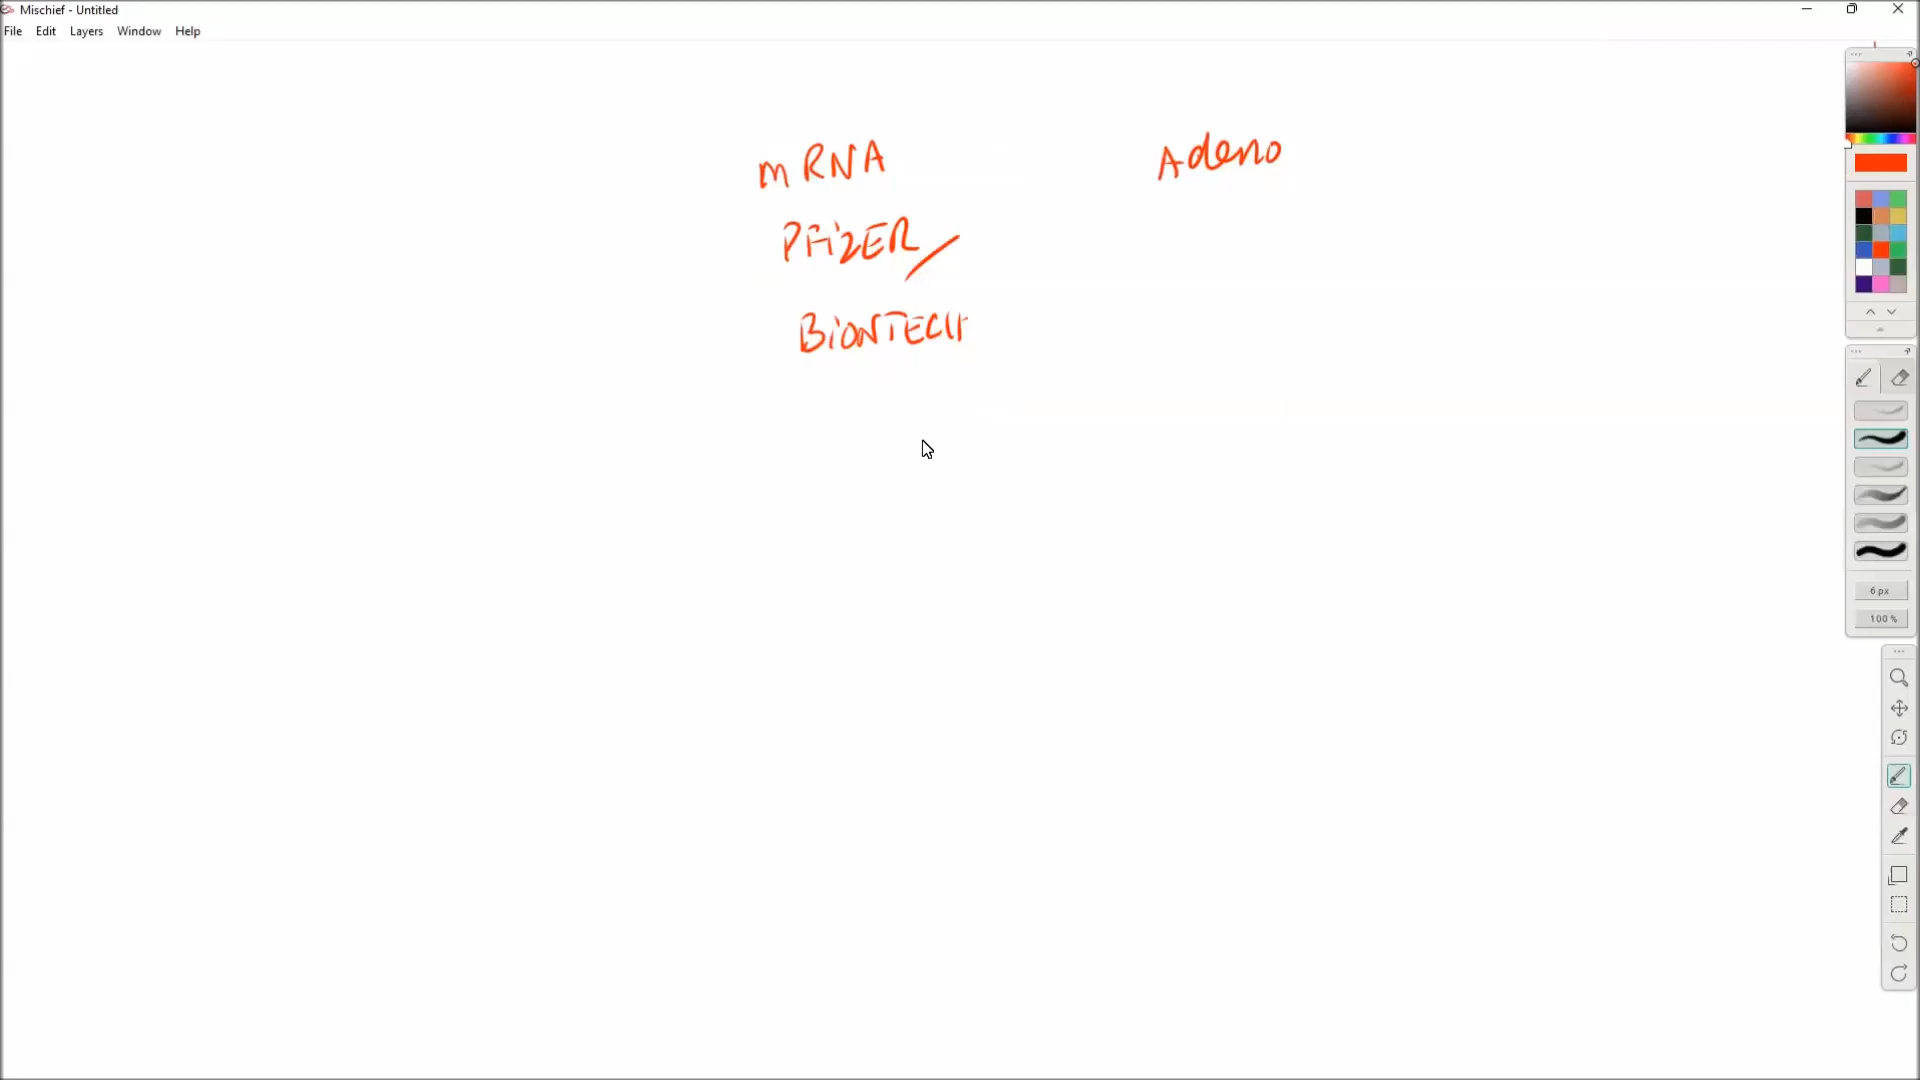 Mischief - Untitled
File Edit Layers Window Help
mRNA Adeno
PFiZER/
BiONTECH
6 px
100 %